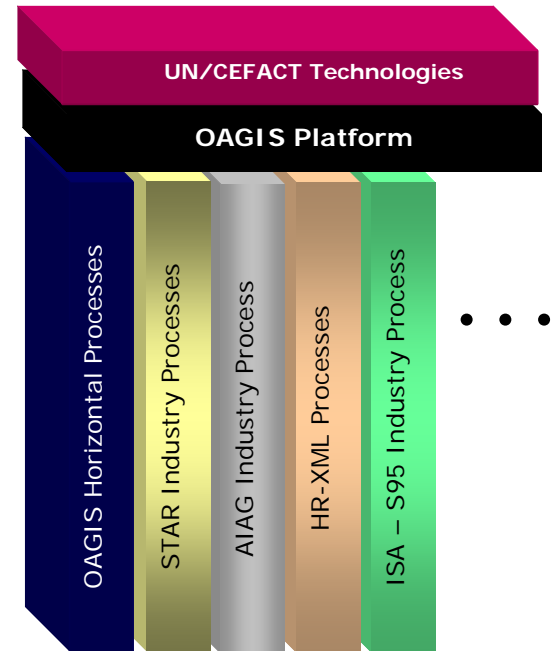 UN/CEFACT Technologies
OAGIS Platform
OAGIS Horizontal Processes
STAR Industry Processes
AIAG Industry Process
HR-XML Processes
ISA – S95 Industry Process
• • •